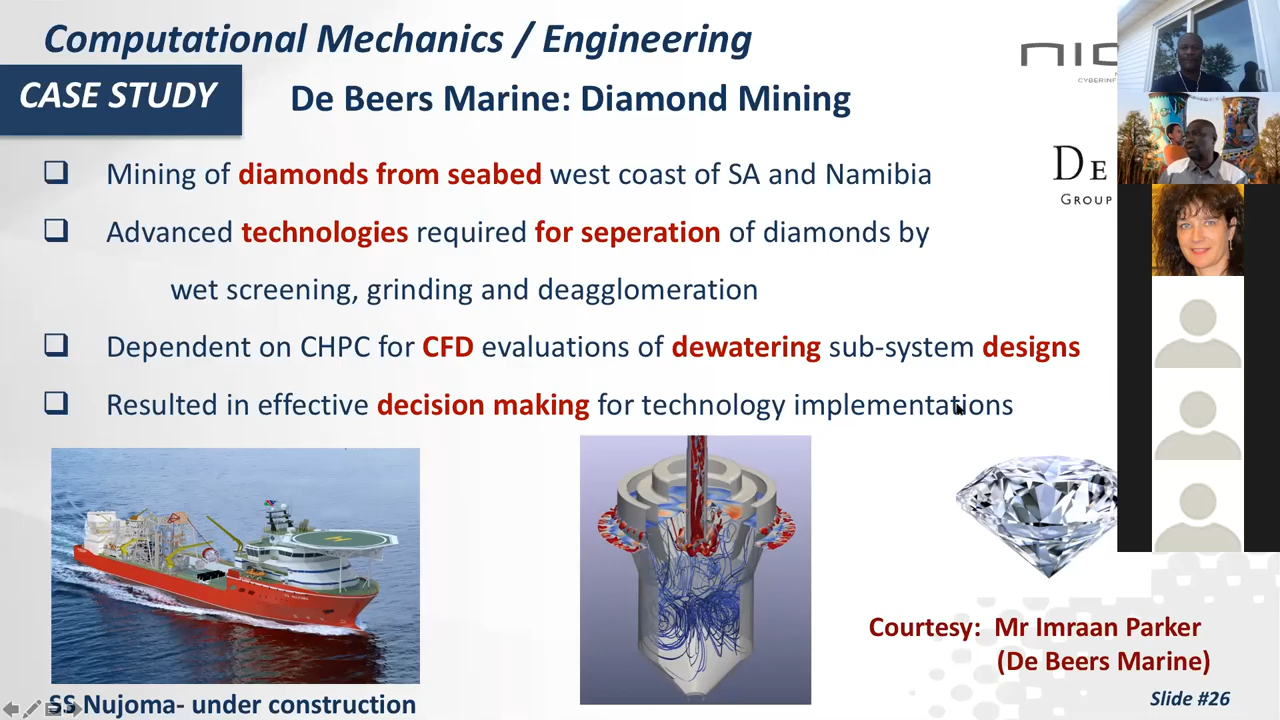 Computational Mechanics / Engineering
CASE STUDY
De Beers Marine: Diamond Mining
Mining of diamonds from seabed west coast of SA and Namibia
Advanced technologies required for seperation of diamonds by
wet screening, grinding and deagglomeration
Dependent on CHPC for CFD evaluations of dewatering sub-system designs
Resulted in effective decision making for technology implementations
DE
GROUP
CYBERINF
SS Nujoma- under construction
Courtesy: Mr Imraan Parker
(De Beers Marine)
Slide #26